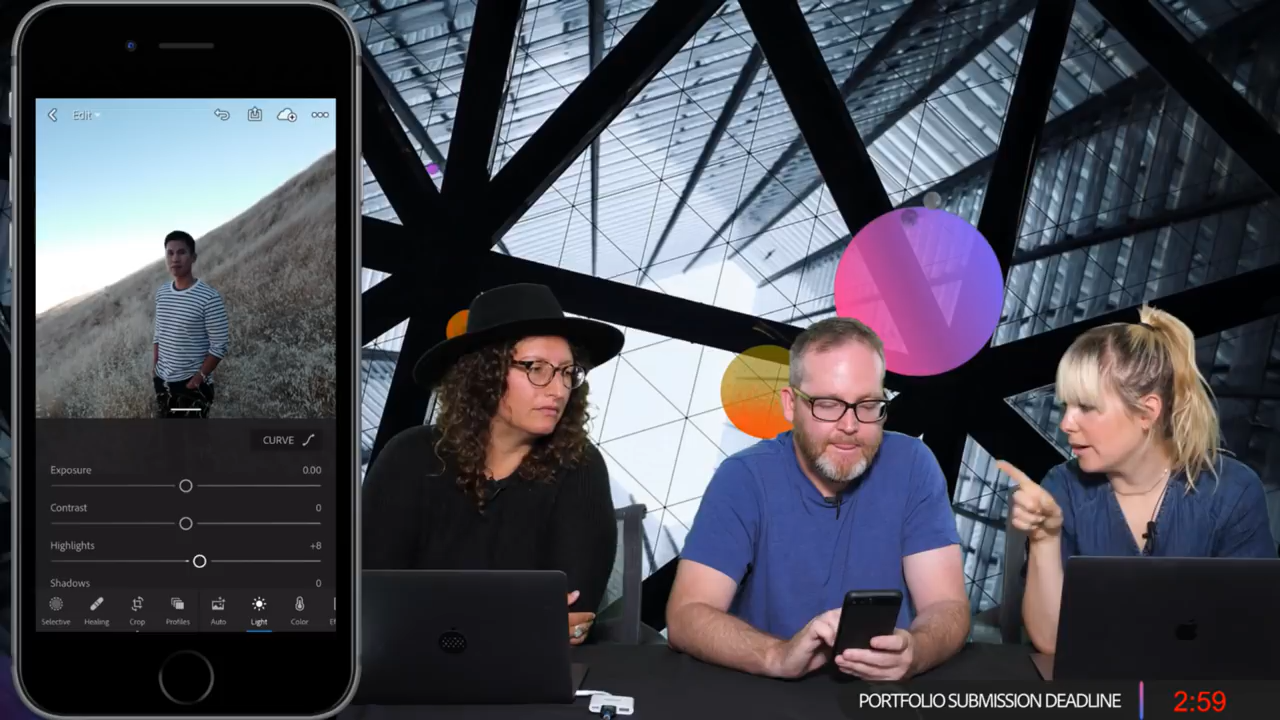 Edit
CURVE
Exposure 0.00
Contrast 0
Highlights +8
Shadows 0
Selective Healing Crop Profiles Auto Light Color
PORTFOLIO SUBMISSION DEADLINE 2:59